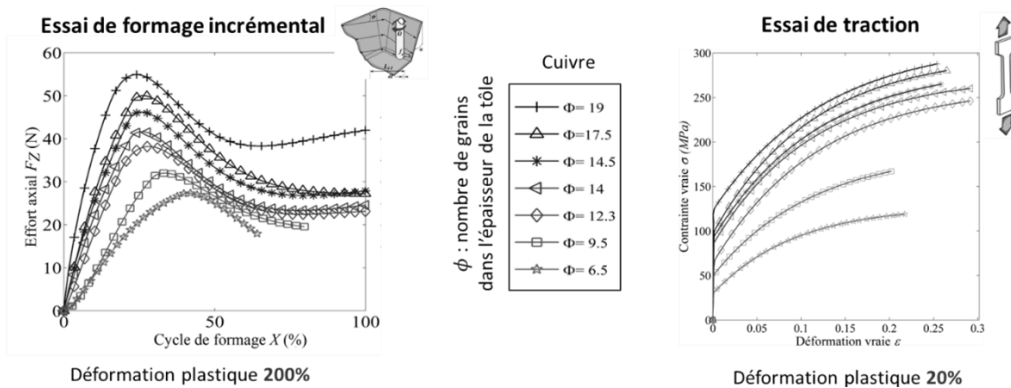 Essai de formage incrémental
60
50
40
30
20
10
0
Effort axial FZ (N)
0
50
100
Cycle de formage X (%)
Déformation plastique 200%
Cuivre
Φ= 19
Φ=17.5
Φ= 14.5
Φ= 14
Φ= 12.3
Φ= 9.5
Φ= 6.5
ϕ : nombre de grains
dans l’épaisseur de la tôle
Essai de traction
300
250
200
150
100
50
0
Contrainte vraie σ (MPa)
0
0.05
0.1
0.15
0.2
0.25
0.3
Déformation vraie ε
Déformation plastique 20%